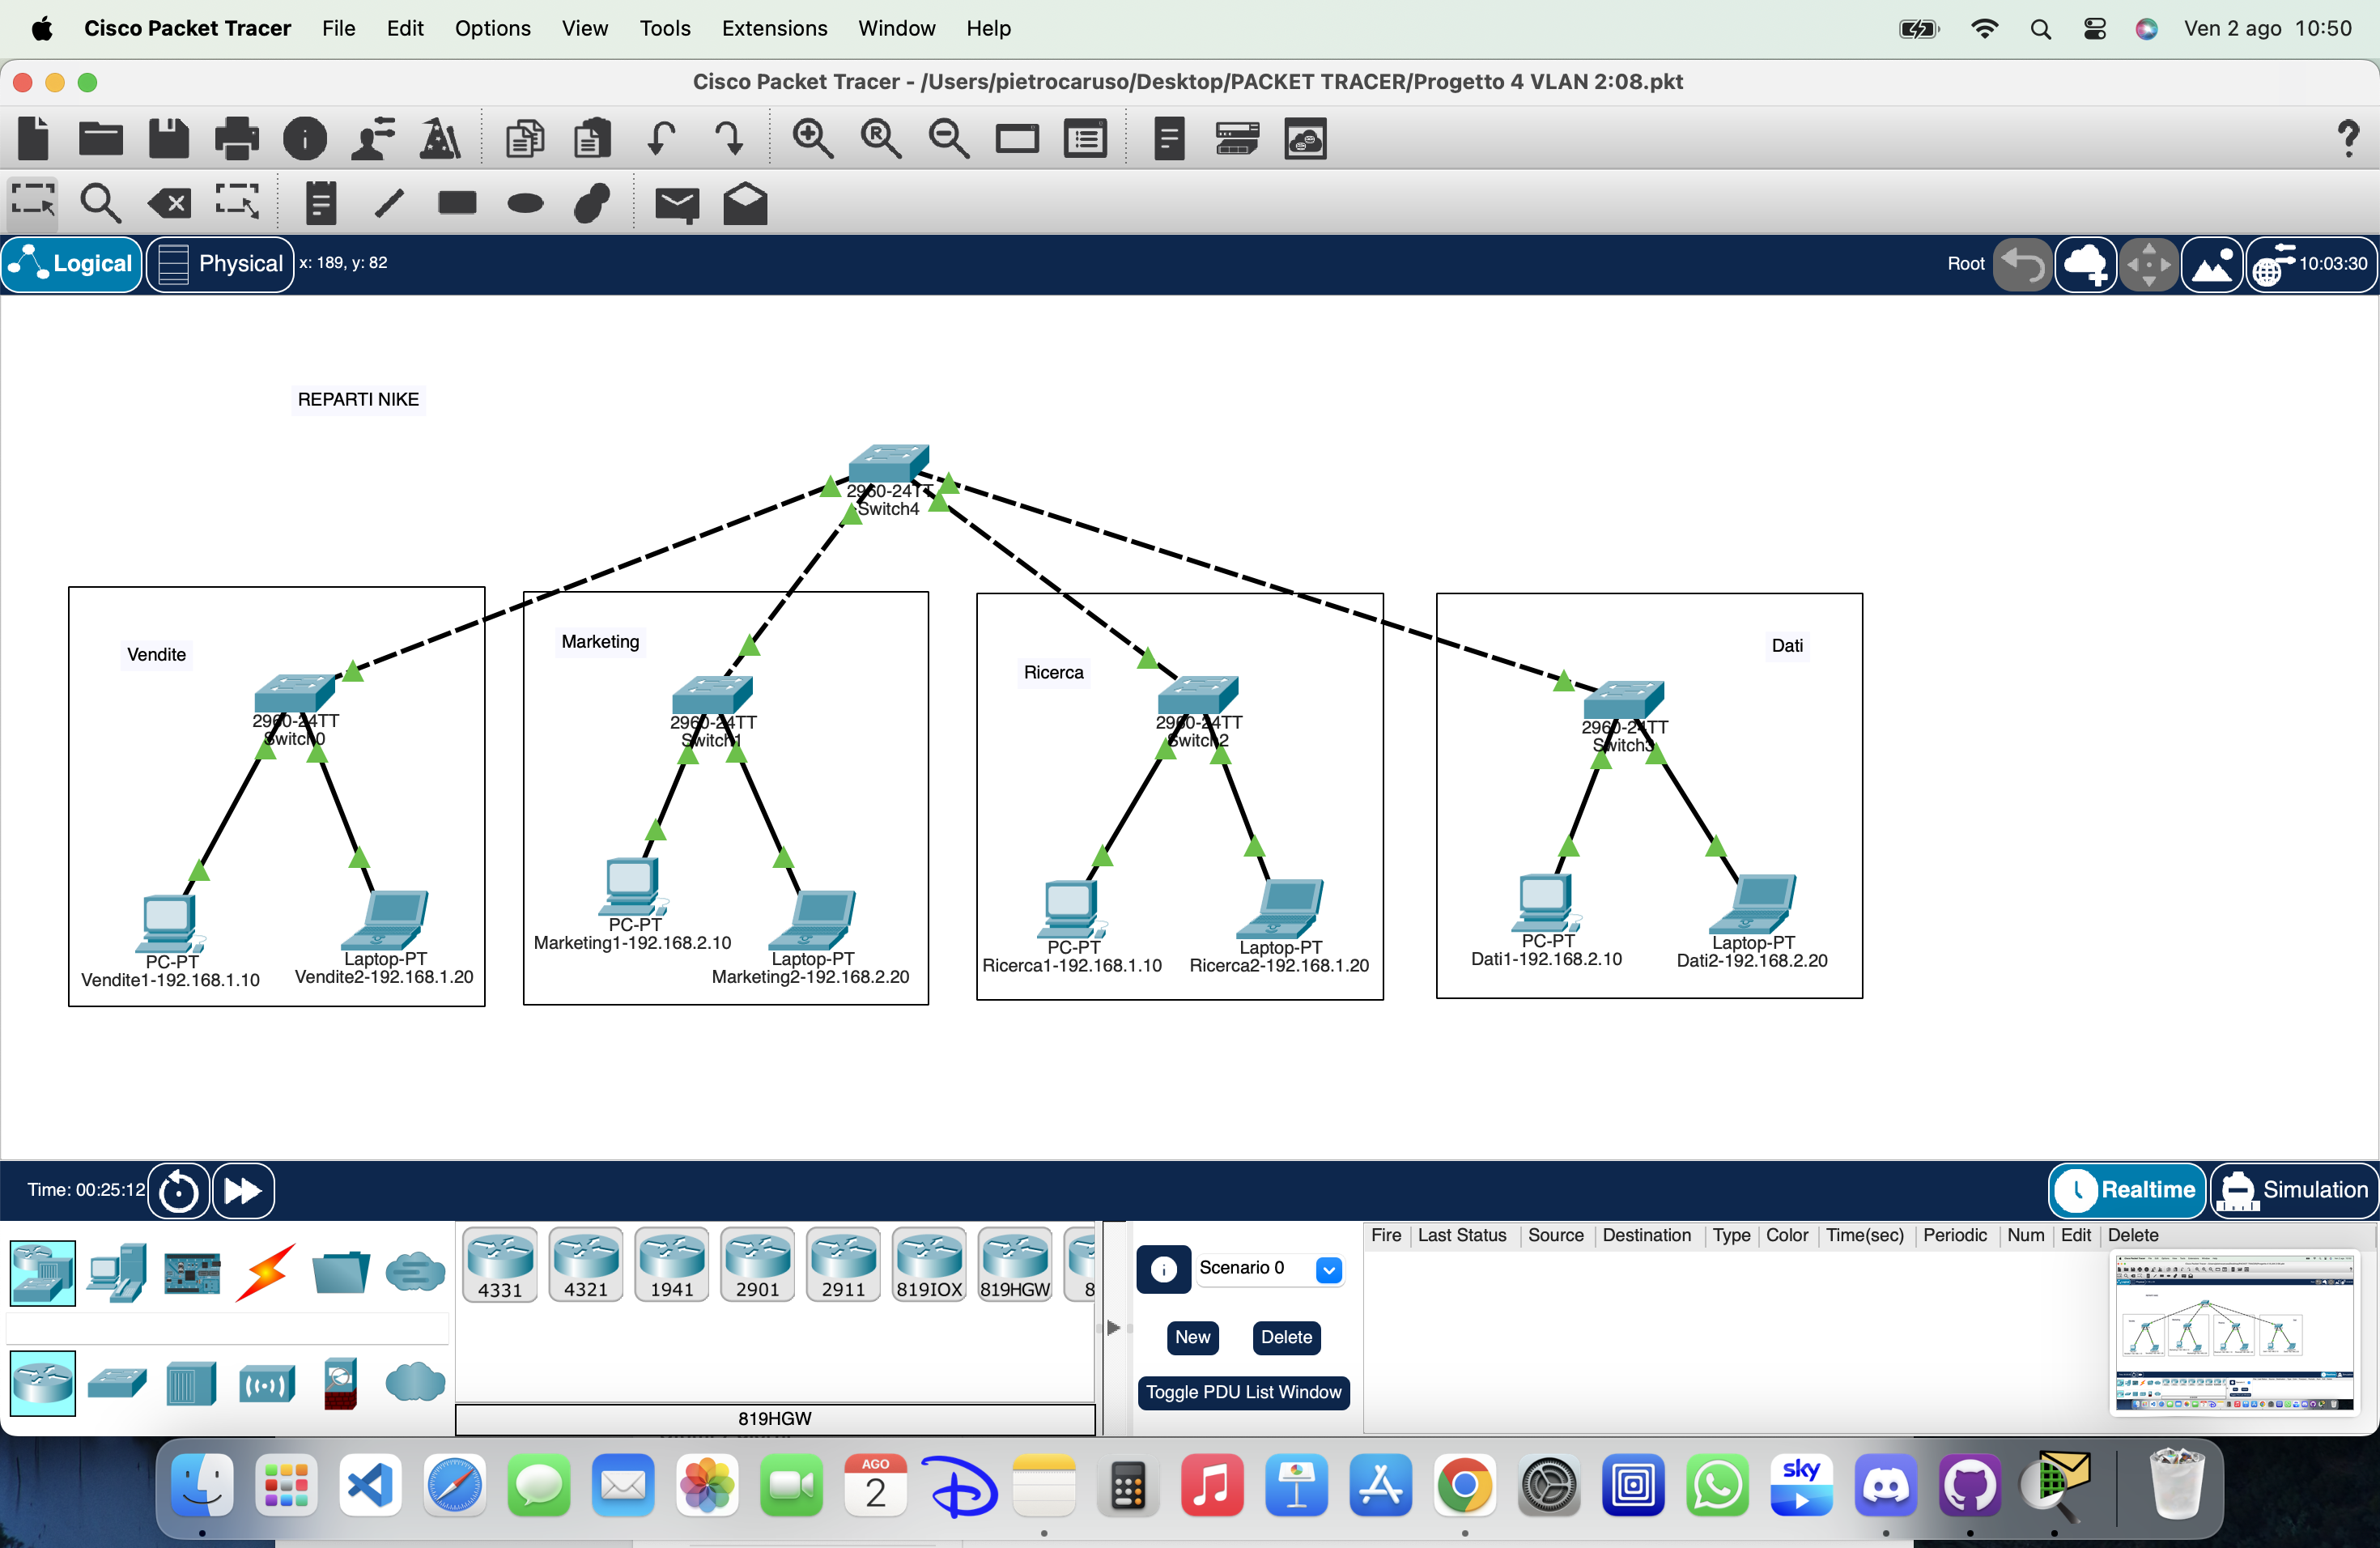 Cisco Packet Tracer File Edit Options View Tools Extensions Window Help Ven 2 ago 10:50
Cisco Packet Tracer - /Users/pietrocaruso/Desktop/PACKET TRACER/Progetto 4 VLAN 2:08.pkt
Logical Physical x: 189, y: 82 Root 10:03:30
REPARTI NIKE
2960-24TT
Switch4
Vendite
Marketing
Ricerca
Dati
2960-24TT
Switch0
2960-24TT
Switch1
2960-24TT
Switch2
2960-24TT
Switch3
PC-PT
Vendite1-192.168.1.10
Laptop-PT
Vendite2-192.168.1.20
PC-PT
Marketing1-192.168.2.10
Laptop-PT
Marketing2-192.168.2.20
PC-PT
Ricerca1-192.168.1.10
Laptop-PT
Ricerca2-192.168.1.20
PC-PT
Dati1-192.168.2.10
Laptop-PT
Dati2-192.168.2.20
Time: 00:25:12 Realtime Simulation
4331 4321 1941 2901 2911 819IOX 819HGW 8
819HGW
Scenario 0
New Delete
Toggle PDU List Window
Fire Last Status Source Destination Type Color Time(sec) Periodic Num Edit Delete
AGO
2
sky